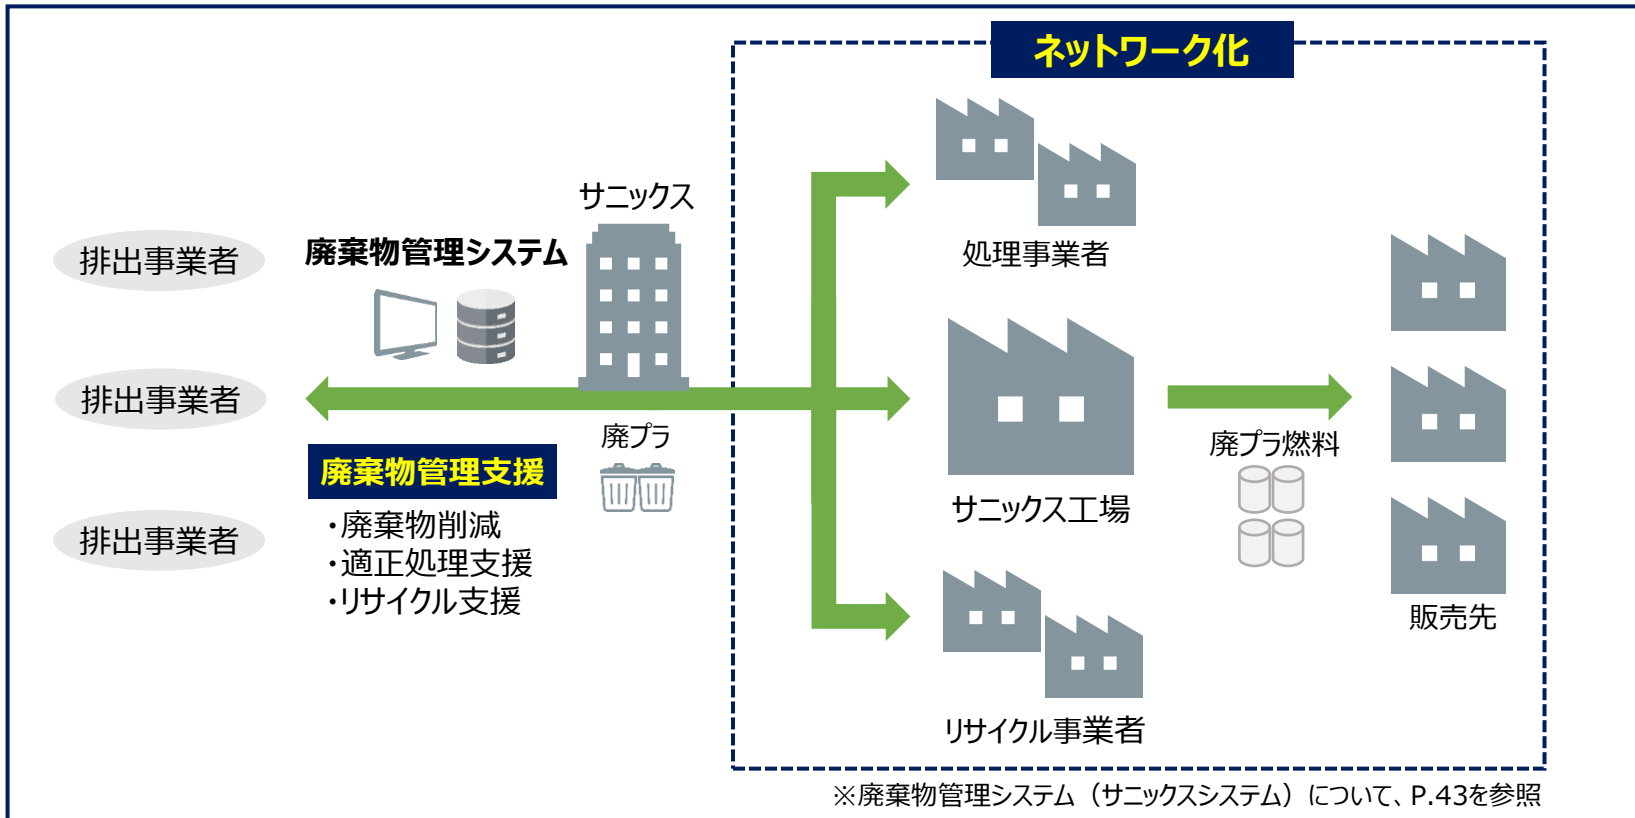 ネットワーク化
サニックス
廃棄物管理システム
処理事業者
排出事業者
排出事業者
排出事業者
廃プラ
廃棄物管理支援
・廃棄物削減
・適正処理支援
・リサイクル支援
サニックス工場
廃プラ燃料
販売先
リサイクル事業者
※廃棄物管理システム（サニックスシステム）について、P.43を参照